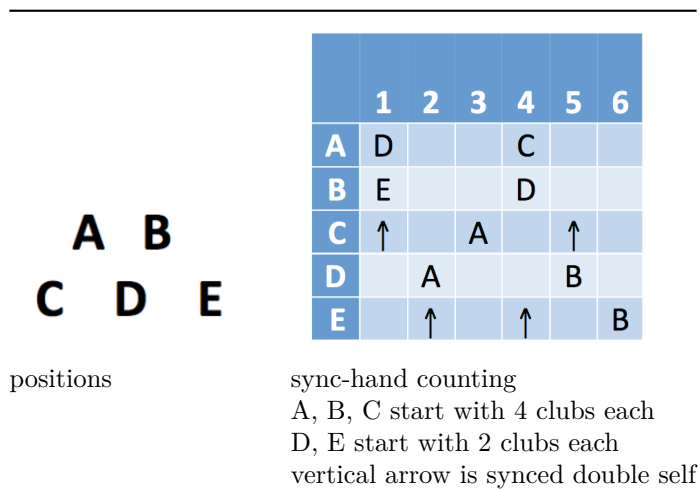 1 2 3 4 5 6
A D C
B E D
C ↑ A ↑
D A B
E ↑ ↑ B
A B
C D E
positions
sync-hand counting
A, B, C start with 4 clubs each
D, E start with 2 clubs each
vertical arrow is synced double self